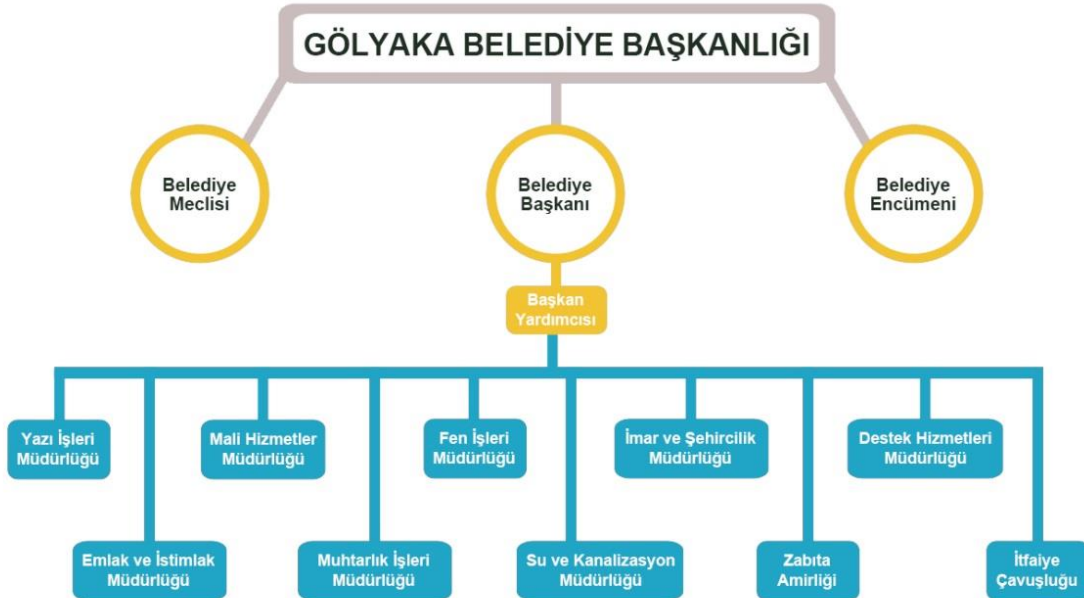 GÖLYAKA BELEDİYE BAŞKANLIĞI
Belediye
Meclisi
Belediye
Başkanı
Belediye
Encümeni
Başkan
Yardımcısı
Yazı İşleri
Müdürlüğü
Mali Hizmetler
Müdürlüğü
Fen İşleri
Müdürlüğü
İmar ve Şehircilik
Müdürlüğü
Destek Hizmetleri
Müdürlüğü
Emlak ve İstimlak
Müdürlüğü
Muhtarlık İşleri
Müdürlüğü
Su ve Kanalizasyon
Müdürlüğü
Zabıta
Amirliği
İtfaiye
Çavuşluğu